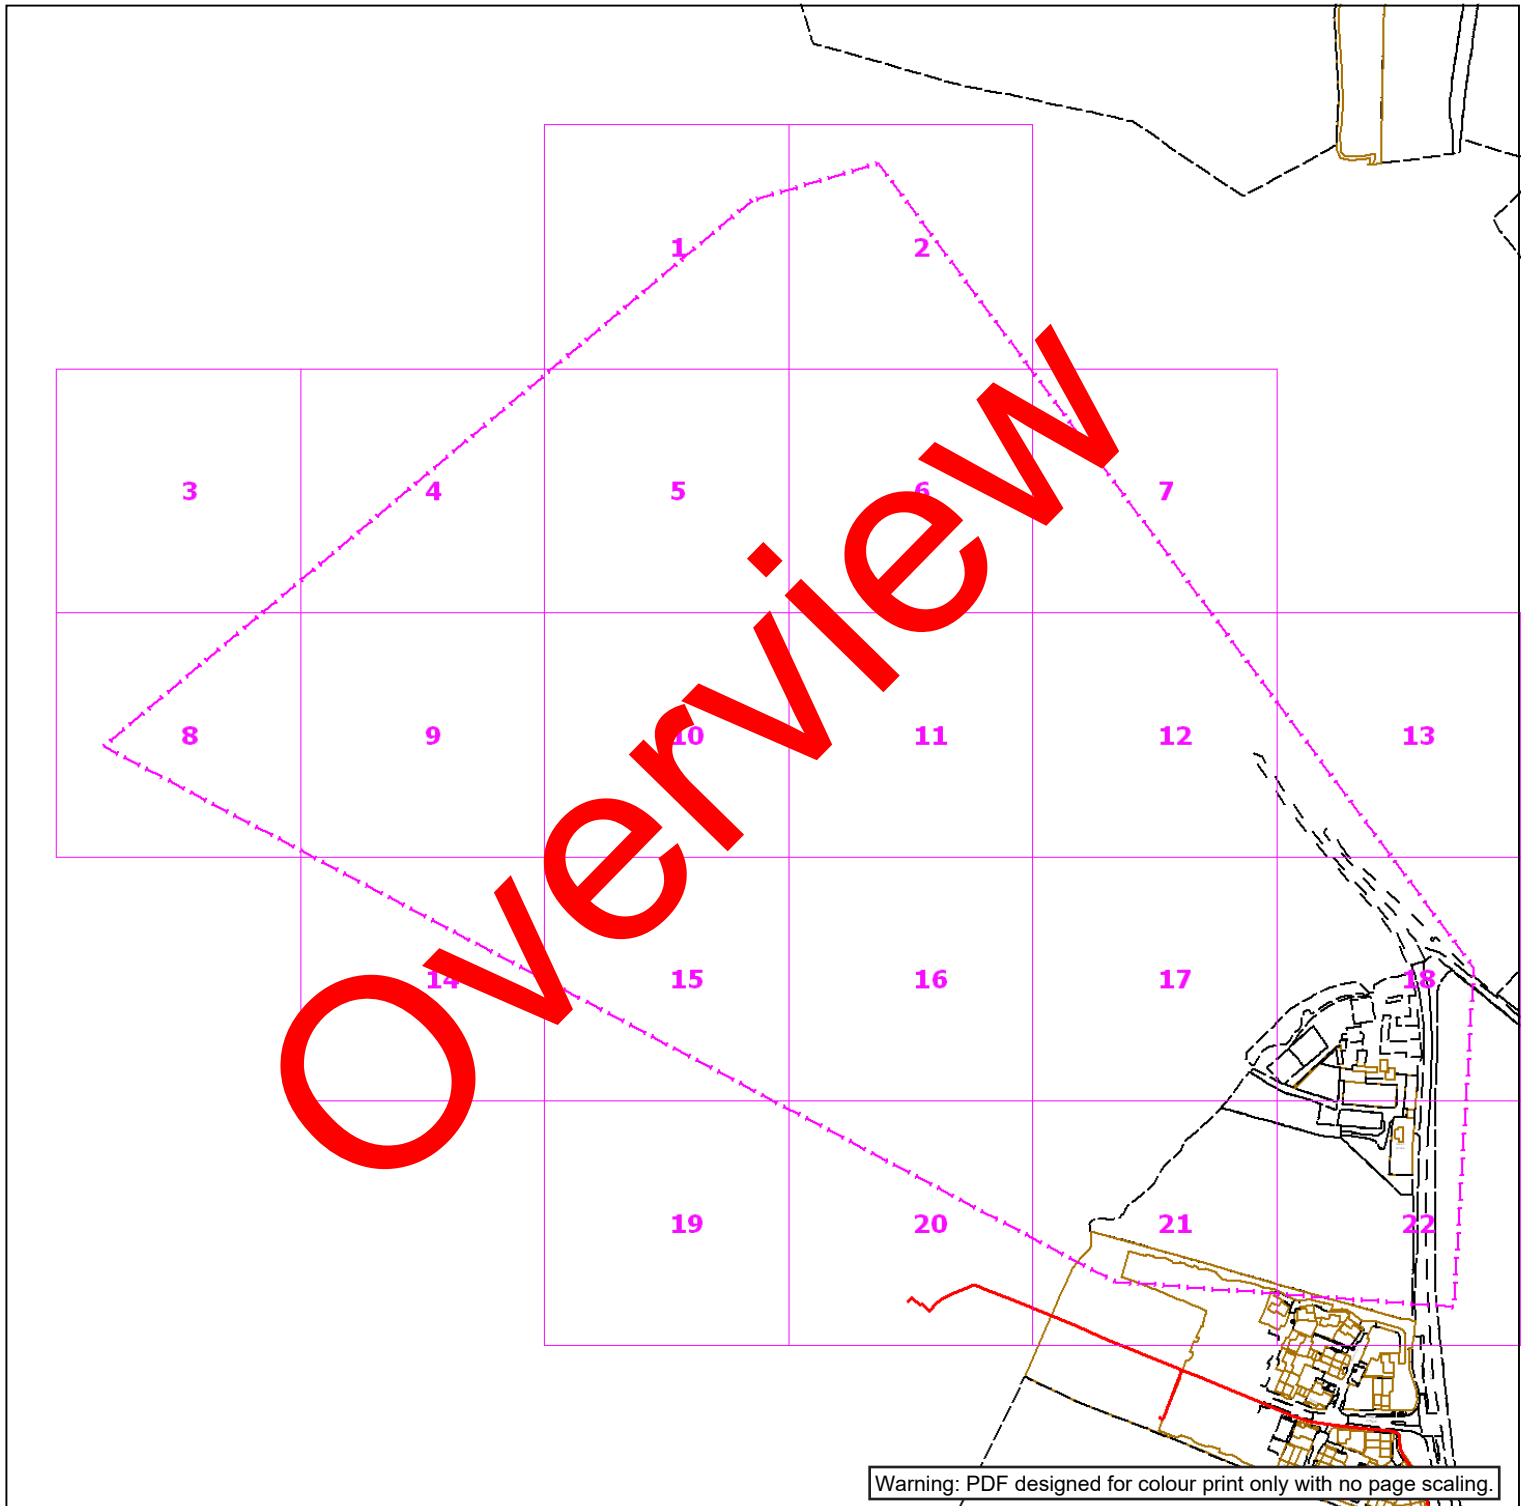 1 2
3 4 5 6 7
8 9 10 11 12 13
14 15 16 17 18
19 20 21 22
Overview
Warning: PDF designed for colour print only with no page scaling.